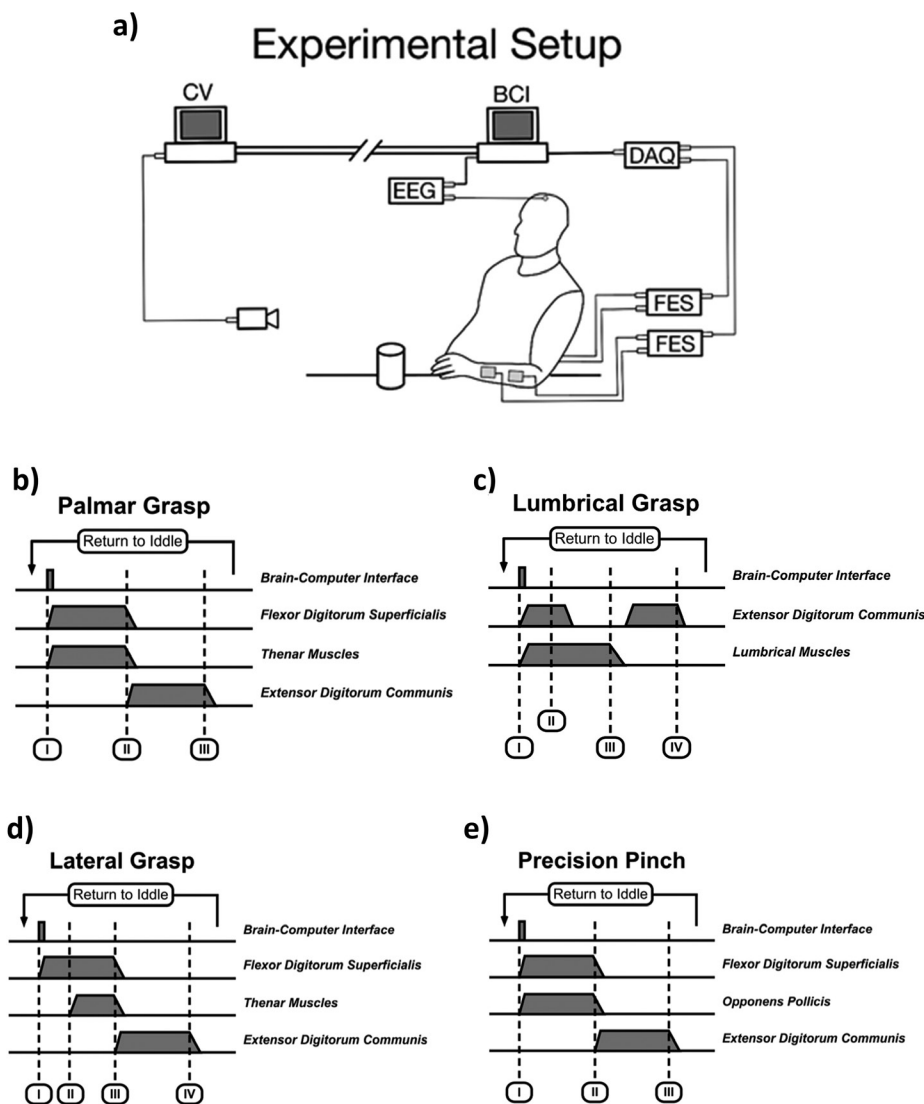 a)
Experimental Setup
CV
BCI
DAQ
EEG
FES
FES
b)
Palmar Grasp
Return to Iddle
Brain-Computer Interface
Flexor Digitorum Superficialis
Thenar Muscles
Extensor Digitorum Communis
I
II
III
c)
Lumbrical Grasp
Return to Iddle
Brain-Computer Interface
Extensor Digitorum Communis
Lumbrical Muscles
II
I
III
IV
d)
Lateral Grasp
Return to Iddle
Brain-Computer Interface
Flexor Digitorum Superficialis
Thenar Muscles
Extensor Digitorum Communis
I
II
III
IV
e)
Precision Pinch
Return to Iddle
Brain-Computer Interface
Flexor Digitorum Superficialis
Opponens Pollicis
Extensor Digitorum Communis
I
II
III